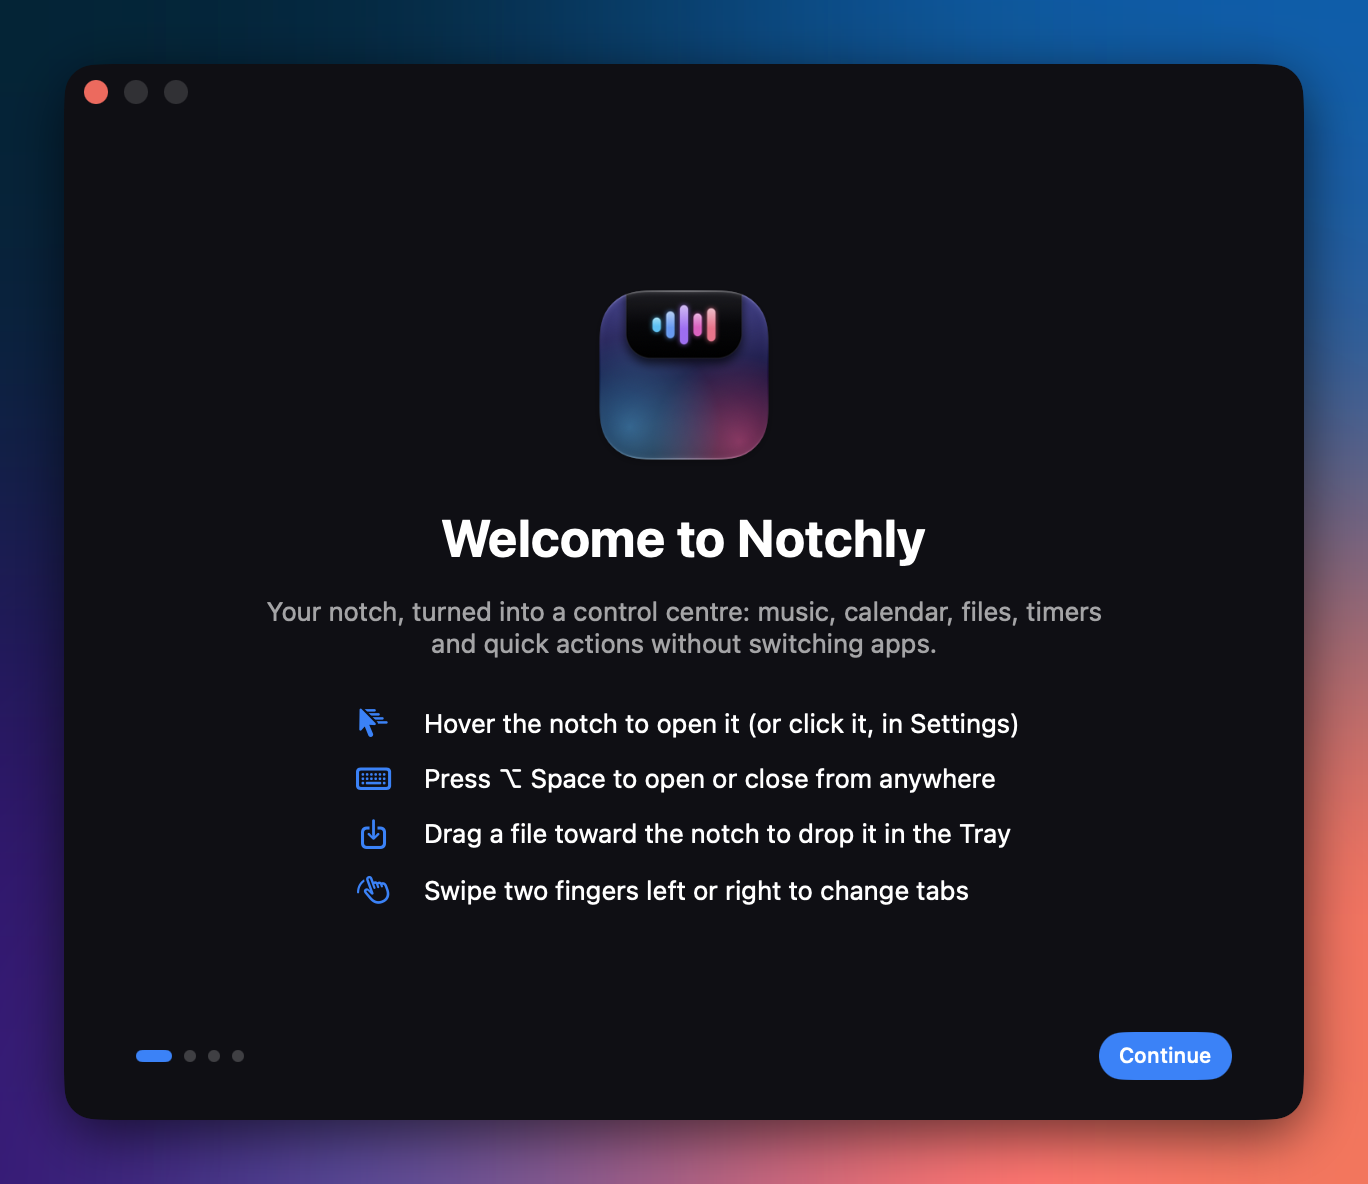 Welcome to Notchly
Your notch, turned into a control centre: music, calendar, files, timers
and quick actions without switching apps.
Hover the notch to open it (or click it, in Settings)
Press ⌥ Space to open or close from anywhere
Drag a file toward the notch to drop it in the Tray
Swipe two fingers left or right to change tabs
Continue